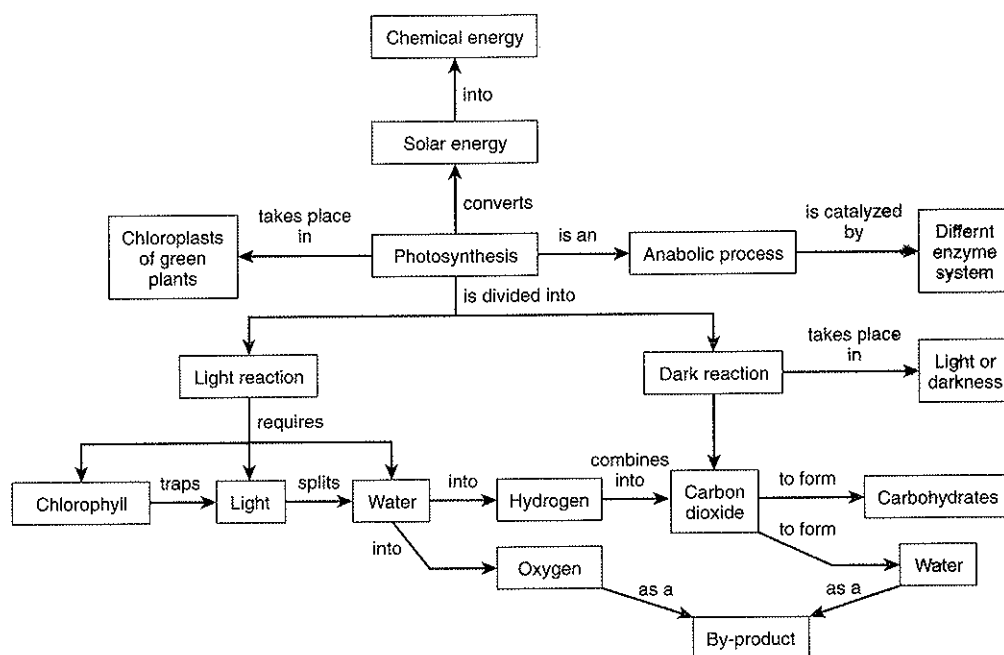 Chemical energy
into
Solar energy
converts
takes place
in
Chloroplasts
of green
plants
Photosynthesis
is an
Anabolic process
is catalyzed
by
Differnt
enzyme
system
is divided into
Light reaction
Dark reaction
takes place
in
Light or
darkness
requires
Chlorophyll
traps
Light
splits
Water
into
Hydrogen
combines
into
Carbon
dioxide
to form
Carbohydrates
into
Oxygen
to form
Water
as a
as a
By-product